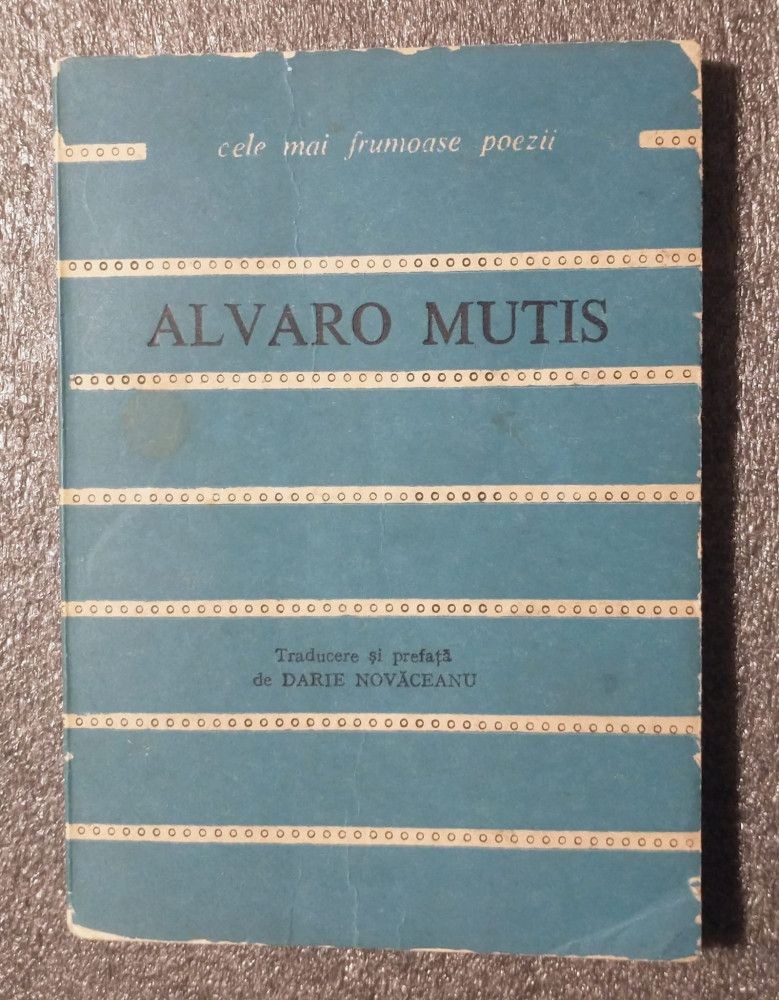 cele mai frumoase poezii
ALVARO MUTIS
Traducere și prefață
de DARIE NOVĂCEANU